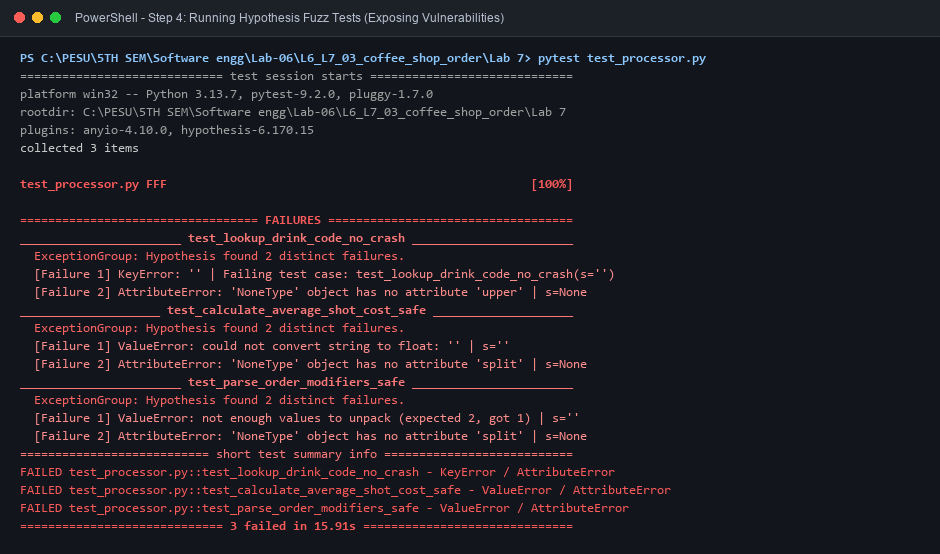 PowerShell - Step 4: Running Hypothesis Fuzz Tests (Exposing Vulnerabilities)
PS C:\PESU\5TH SEM\Software engg\Lab-06\L6_L7_03_coffee_shop_order\Lab 7> pytest test_processor.py
============================= test session starts =============================
platform win32 -- Python 3.13.7, pytest-9.2.0, pluggy-1.7.0
rootdir: C:\PESU\5TH SEM\Software engg\Lab-06\L6_L7_03_coffee_shop_order\Lab 7
plugins: anyio-4.10.0, hypothesis-6.170.15
collected 3 items
test_processor.py FFF [100%]
================================== FAILURES ===================================
_______________________ test_lookup_drink_code_no_crash _______________________
ExceptionGroup: Hypothesis found 2 distinct failures.
[Failure 1] KeyError: '' | Failing test case: test_lookup_drink_code_no_crash(s='')
[Failure 2] AttributeError: 'NoneType' object has no attribute 'upper' | s=None
____________________ test_calculate_average_shot_cost_safe ____________________
ExceptionGroup: Hypothesis found 2 distinct failures.
[Failure 1] ValueError: could not convert string to float: '' | s=''
[Failure 2] AttributeError: 'NoneType' object has no attribute 'split' | s=None
_______________________ test_parse_order_modifiers_safe _______________________
ExceptionGroup: Hypothesis found 2 distinct failures.
[Failure 1] ValueError: not enough values to unpack (expected 2, got 1) | s=''
[Failure 2] AttributeError: 'NoneType' object has no attribute 'split' | s=None
=========================== short test summary info ===========================
FAILED test_processor.py::test_lookup_drink_code_no_crash - KeyError / AttributeError
FAILED test_processor.py::test_calculate_average_shot_cost_safe - ValueError / AttributeError
FAILED test_processor.py::test_parse_order_modifiers_safe - ValueError / AttributeError
============================= 3 failed in 15.91s ==============================